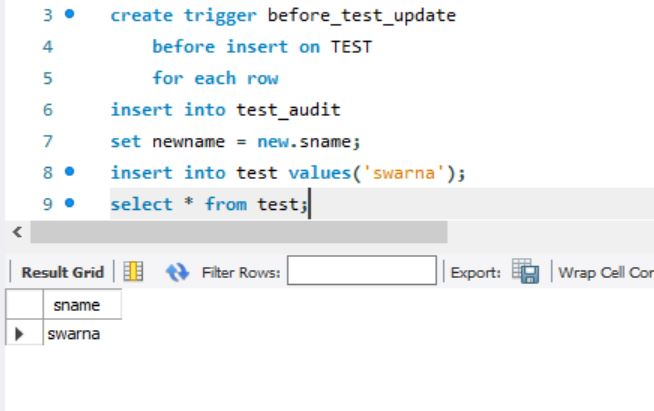 3 create trigger before_test_update
4 before insert on TEST
5 for each row
6 insert into test_audit
7 set newname = new.sname;
8 insert into test values('swarna');
9 select * from test;
Result Grid Filter Rows: Export: Wrap Cell Con
sname
swarna